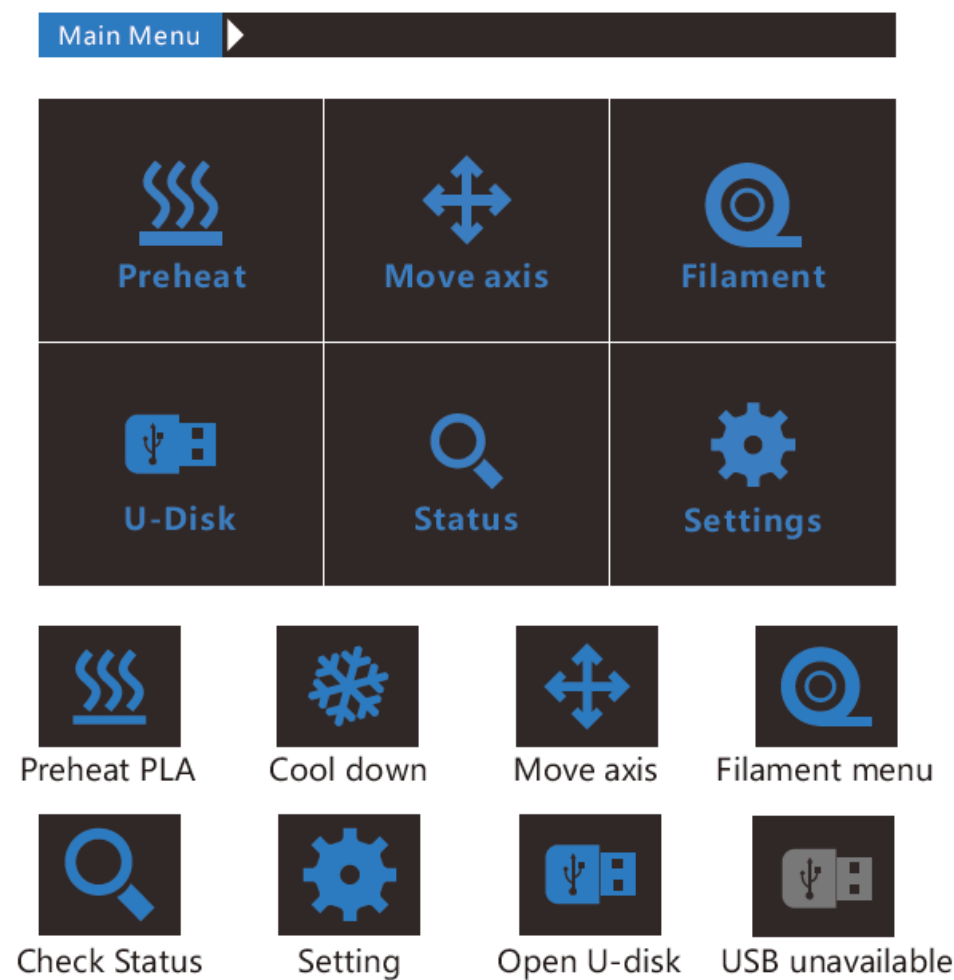 Main Menu
Preheat
Move axis
Filament
U-Disk
Status
Settings
Preheat PLA
Cool down
Move axis
Filament menu
Check Status
Setting
Open U-disk
USB unavailable